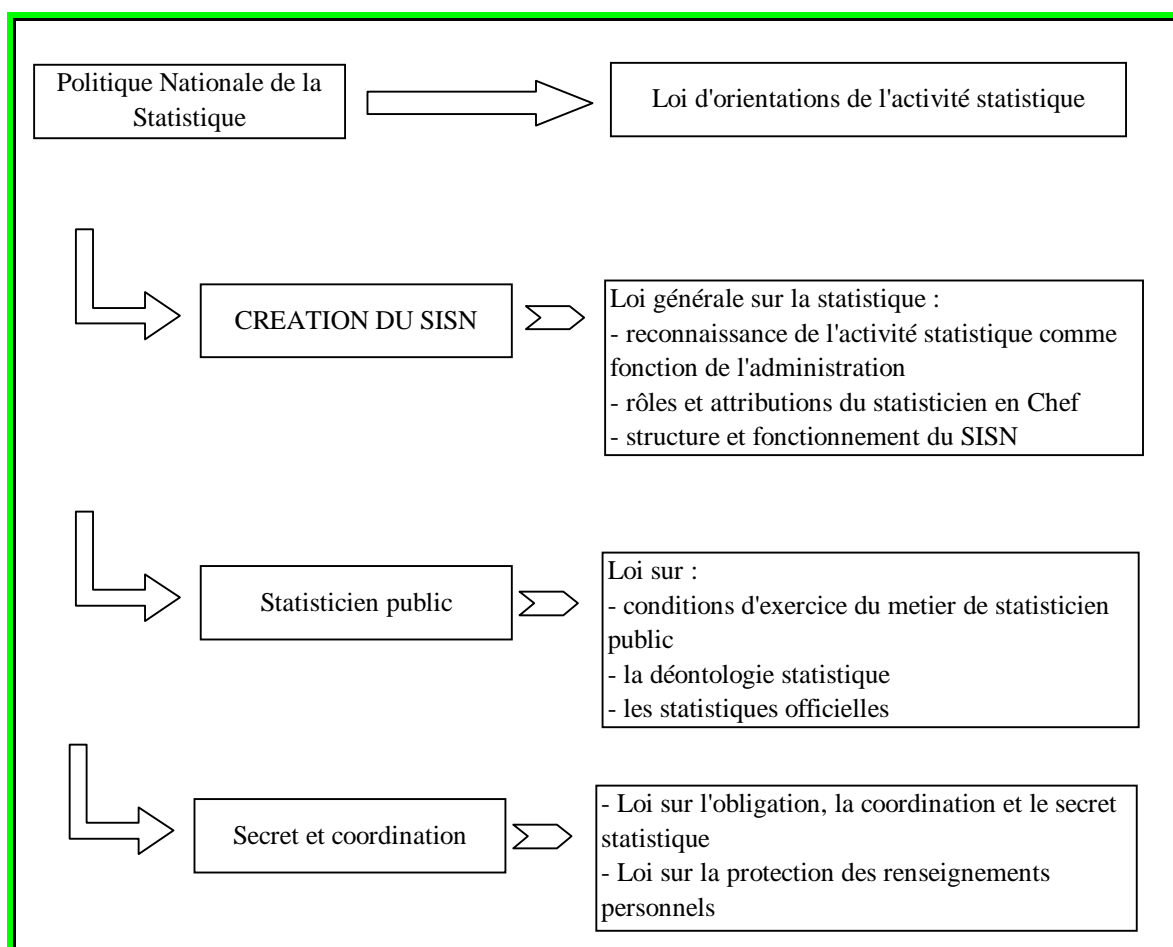 Politique Nationale de la
Statistique
Loi d'orientations de l'activité statistique
CREATION DU SISN
Loi générale sur la statistique :
- reconnaissance de l'activité statistique comme
fonction de l'administration
- rôles et attributions du statisticien en Chef
- structure et fonctionnement du SISN
Statisticien public
Loi sur :
- conditions d'exercice du metier de statisticien
public
- la déontologie statistique
- les statistiques officielles
Secret et coordination
- Loi sur l'obligation, la coordination et le secret
statistique
- Loi sur la protection des renseignements
personnels